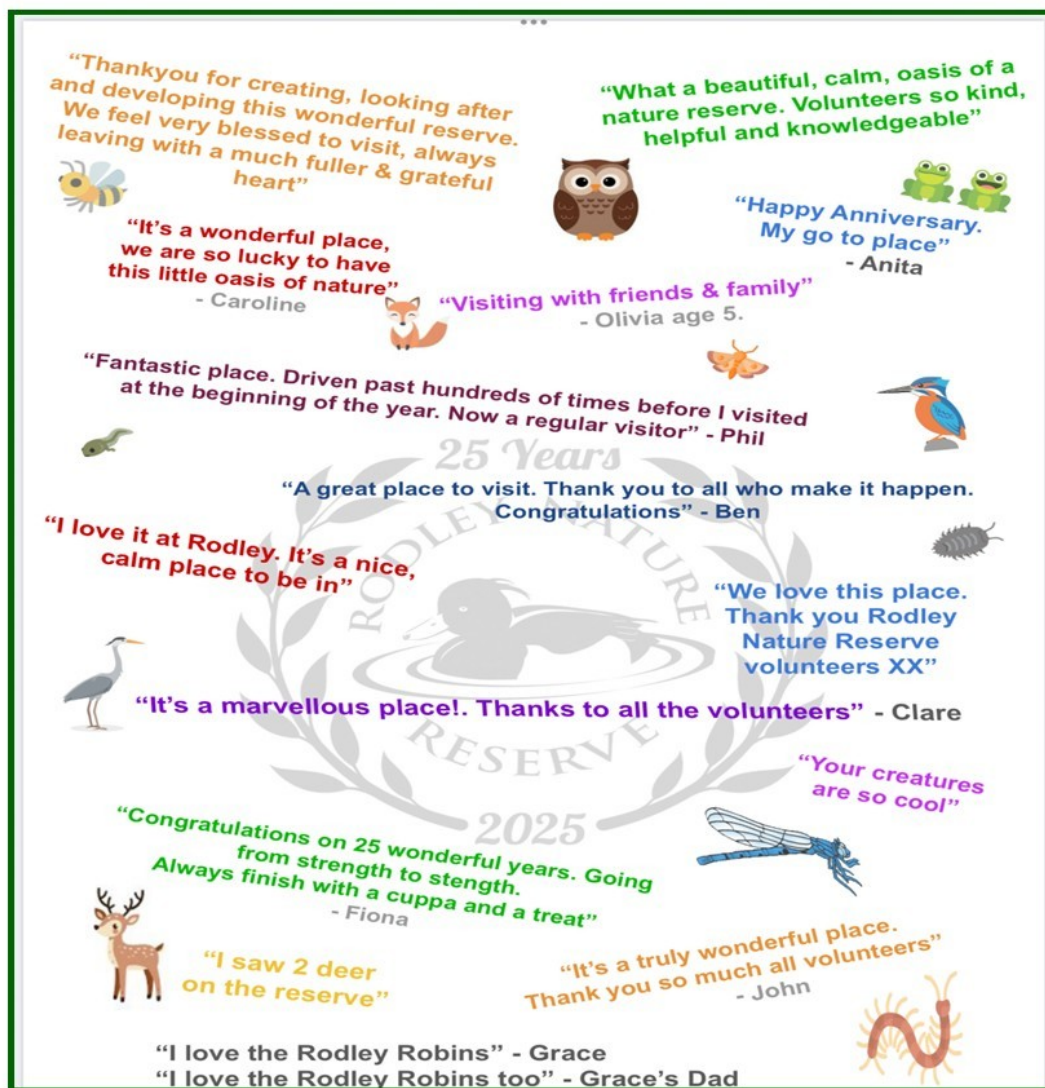 “Thankyou for creating, looking after
and developing this wonderful reserve.
We feel very blessed to visit, always
leaving with a much fuller & grateful
heart”
“What a beautiful, calm, oasis of a
nature reserve. Volunteers so kind,
helpful and knowledgeable”
“Happy Anniversary.
My go to place”
- Anita
“It’s a wonderful place,
we are so lucky to have
this little oasis of nature”
- Caroline
“Visiting with friends & family”
- Olivia age 5.
“Fantastic place. Driven past hundreds of times before I visited
at the beginning of the year. Now a regular visitor” - Phil
25 Years
“A great place to visit. Thank you to all who make it happen.
Congratulations” - Ben
RODLEY NATURE
“I love it at Rodley. It’s a nice,
calm place to be in”
“We love this place.
Thank you Rodley
Nature Reserve
volunteers XX”
“It’s a marvellous place!. Thanks to all the volunteers” - Clare
RESERVE
“Your creatures
are so cool”
2025
“Congratulations on 25 wonderful years. Going
from strength to stength.
Always finish with a cuppa and a treat”
- Fiona
“I saw 2 deer
on the reserve”
“It’s a truly wonderful place.
Thank you so much all volunteers”
- John
“I love the Rodley Robins” - Grace
“I love the Rodley Robins too” - Grace’s Dad